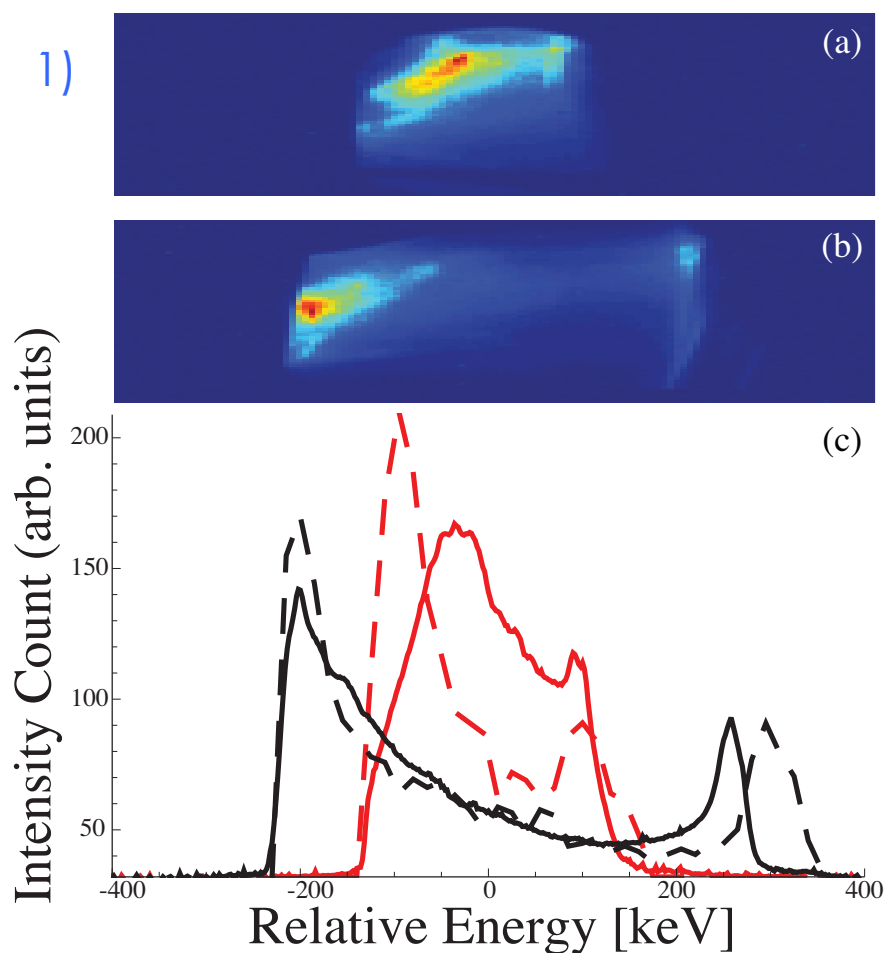 1)
(a)
(b)
(c)
Intensity Count (arb. units)
200
150
100
50
-400
-200
0
200
400
Relative Energy [keV]